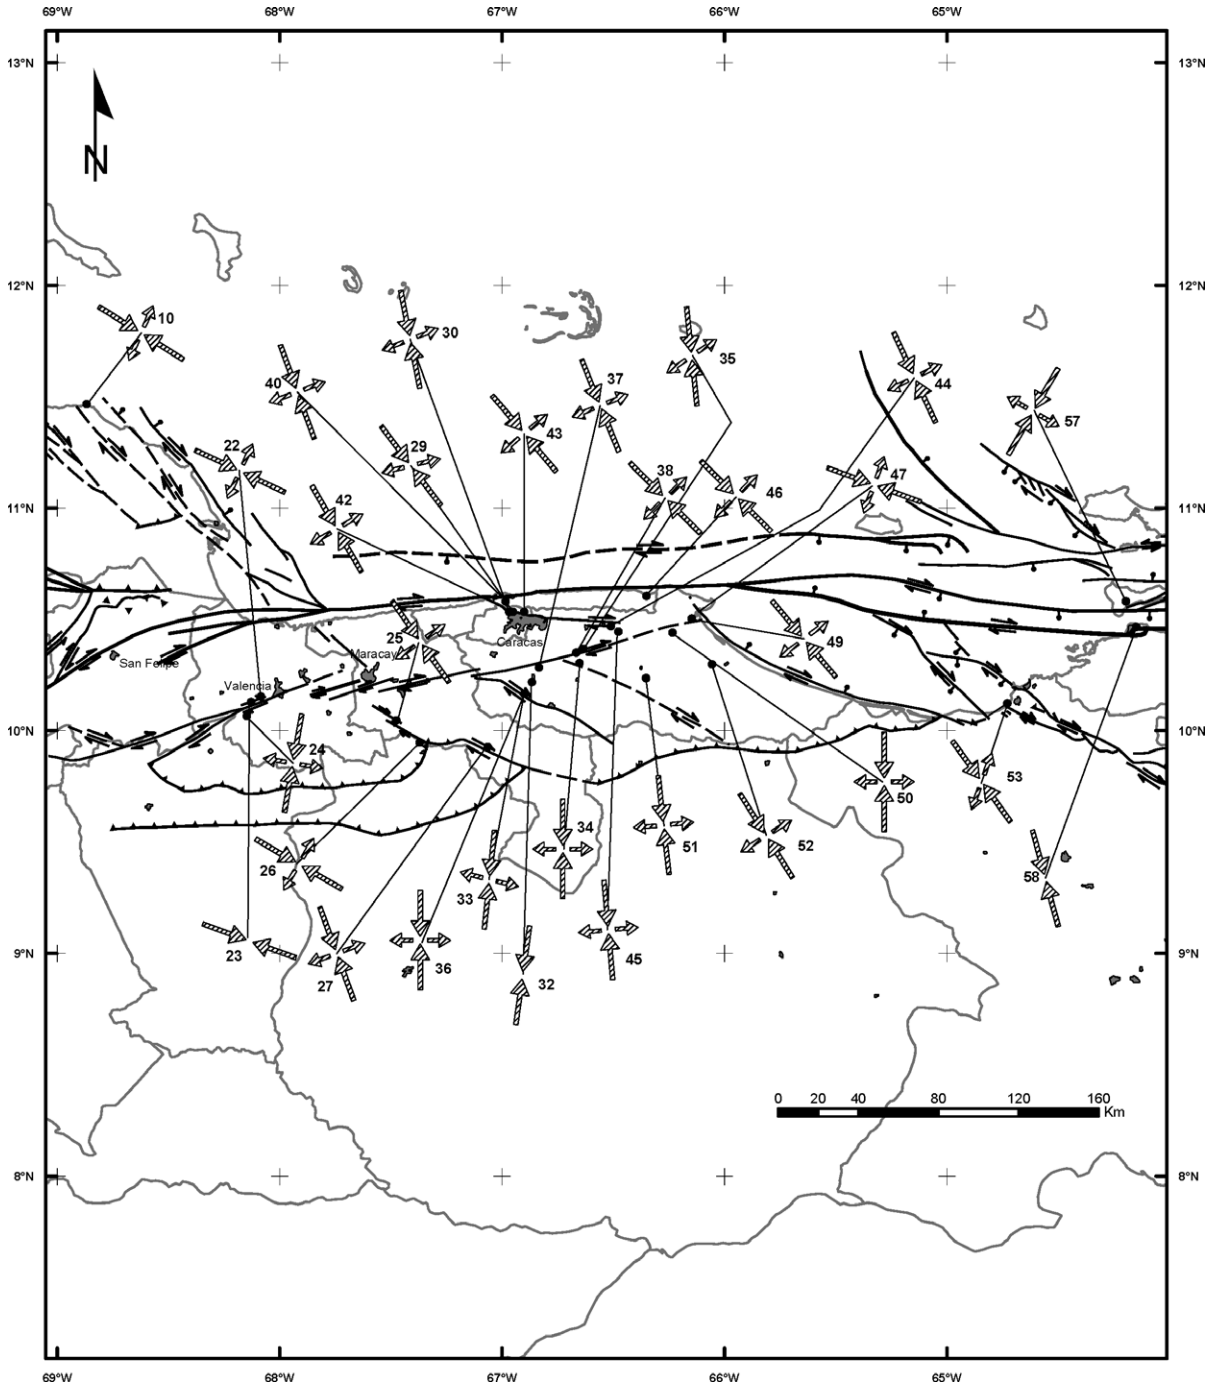 69°W 68°W 67°W 66°W 65°W
13°N 13°N
N
12°N 12°N
10 30 35
40 37 44
57
22 29 43
38 47
42 46
11°N 11°N
25 Caracas 49
San Felipe Maracay
Valencia
10°N 10°N
24 53
50
34 51 52
26 58
33
23 36 45
9°N 9°N
27 32
0 20 40 80 120 160
Km
8°N 8°N
69°W 68°W 67°W 66°W 65°W